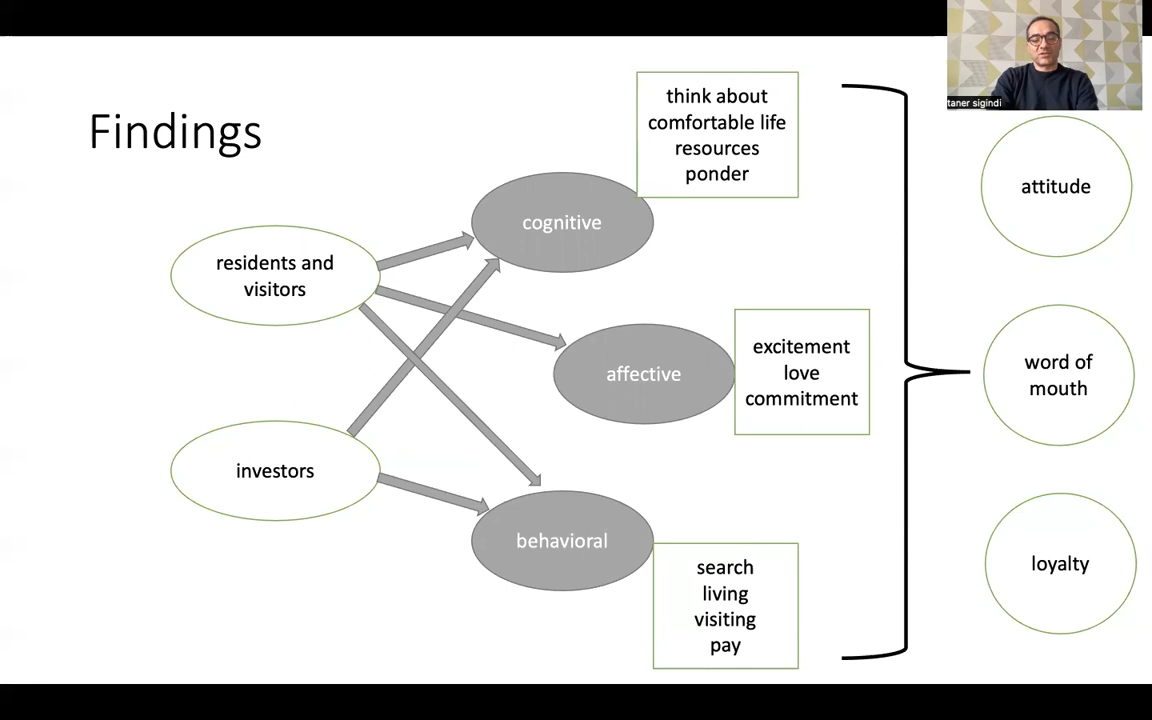 Findings
residents and
visitors
investors
cognitive
affective
behavioral
think about
comfortable life
resources
ponder
excitement
love
commitment
search
living
visiting
pay
taner sigindi
attitude
word of
mouth
loyalty